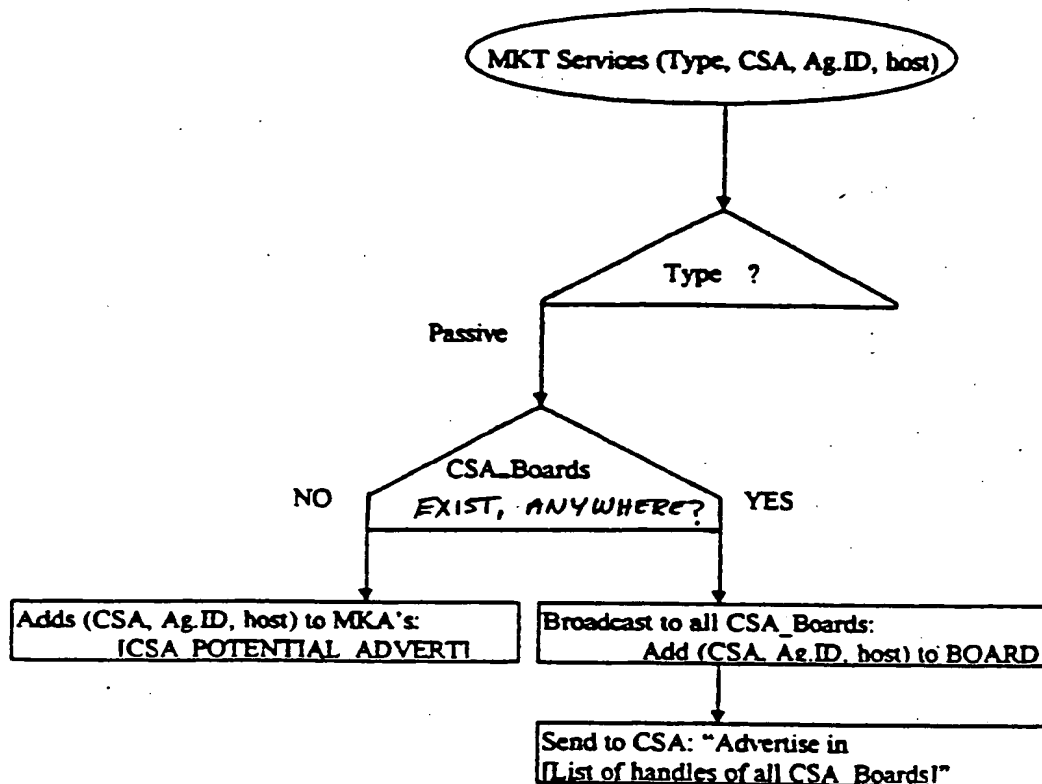 MKT Services (Type, CSA, Ag.ID, host)
Type ?
Passive
CSA_Boards
EXIST, ANYWHERE?
NO
YES
Adds (CSA, Ag.ID, host) to MKA's:
[CSA_POTENTIAL_ADVERT]
Broadcast to all CSA_Boards:
Add (CSA, Ag.ID, host) to BOARD
Send to CSA: "Advertise in
[List of handles of all CSA_Boards]"